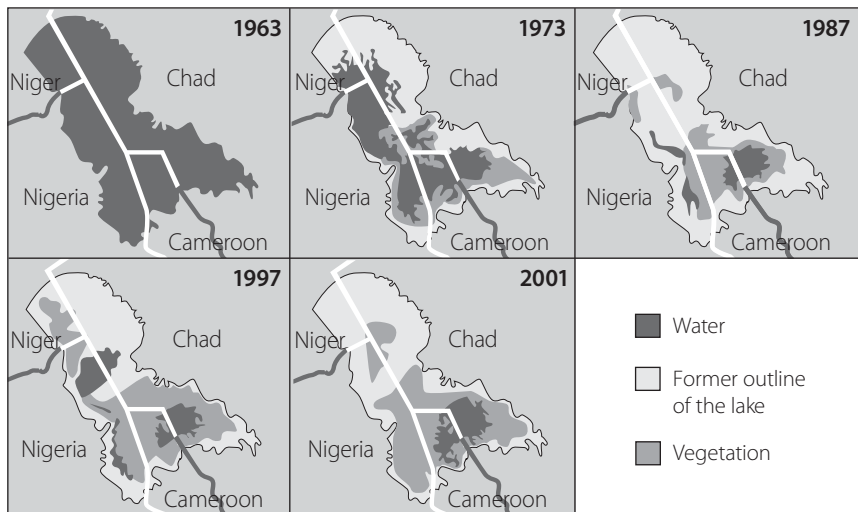 1963
Niger
Chad
Nigeria
Cameroon
1973
Niger
Chad
Nigeria
Cameroon
1987
Niger
Chad
Nigeria
Cameroon
1997
Niger
Chad
Nigeria
Cameroon
2001
Niger
Chad
Nigeria
Cameroon
Water
Former outline
of the lake
Vegetation